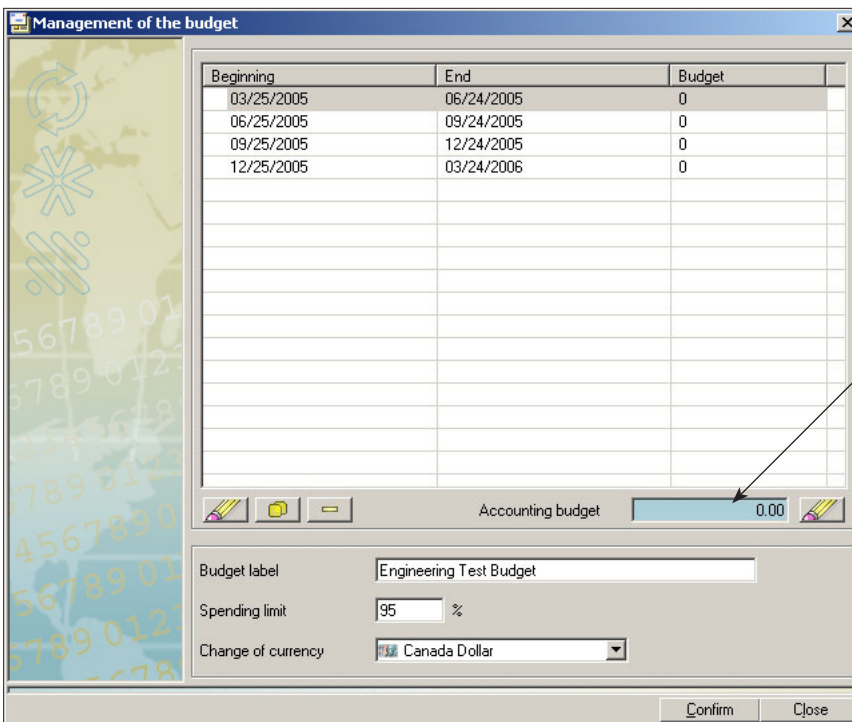 Management of the budget
Beginning End Budget
03/25/2005 06/24/2005 0
06/25/2005 09/24/2005 0
09/25/2005 12/24/2005 0
12/25/2005 03/24/2006 0
Accounting budget 0.00
Budget label Engineering Test Budget
Spending limit 95 %
Change of currency Canada Dollar
Confirm Close